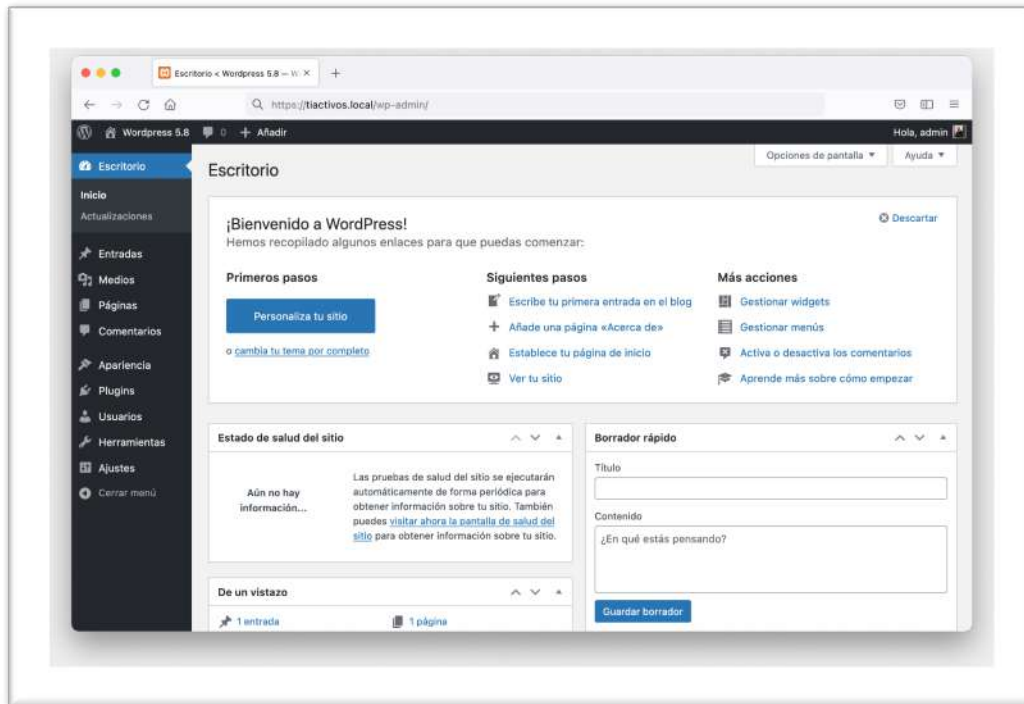 Escritorio < Wordpress 5.8 — W
https://tiactivos.local/wp-admin/
Wordpress 5.8 0 + Añadir Hola, admin
Opciones de pantalla Ayuda
Escritorio
Inicio
Actualizaciones
Entradas
Medios
Páginas
Comentarios
Apariencia
Plugins
Usuarios
Herramientas
Ajustes
Cerrar menú
Escritorio
¡Bienvenido a WordPress!
Descartar
Hemos recopilado algunos enlaces para que puedas comenzar:
Primeros pasos
Personaliza tu sitio
o cambia tu tema por completo
Siguientes pasos
Escribe tu primera entrada en el blog
Añade una página «Acerca de»
Establece tu página de inicio
Ver tu sitio
Más acciones
Gestionar widgets
Gestionar menús
Activa o desactiva los comentarios
Aprende más sobre cómo empezar
Estado de salud del sitio
Aún no hay
información...
Las pruebas de salud del sitio se ejecutarán
automáticamente de forma periódica para
obtener información sobre tu sitio. También
puedes visitar ahora la pantalla de salud del
sitio para obtener información sobre tu sitio.
De un vistazo
1 entrada
1 página
Borrador rápido
Título
Contenido
¿En qué estás pensando?
Guardar borrador